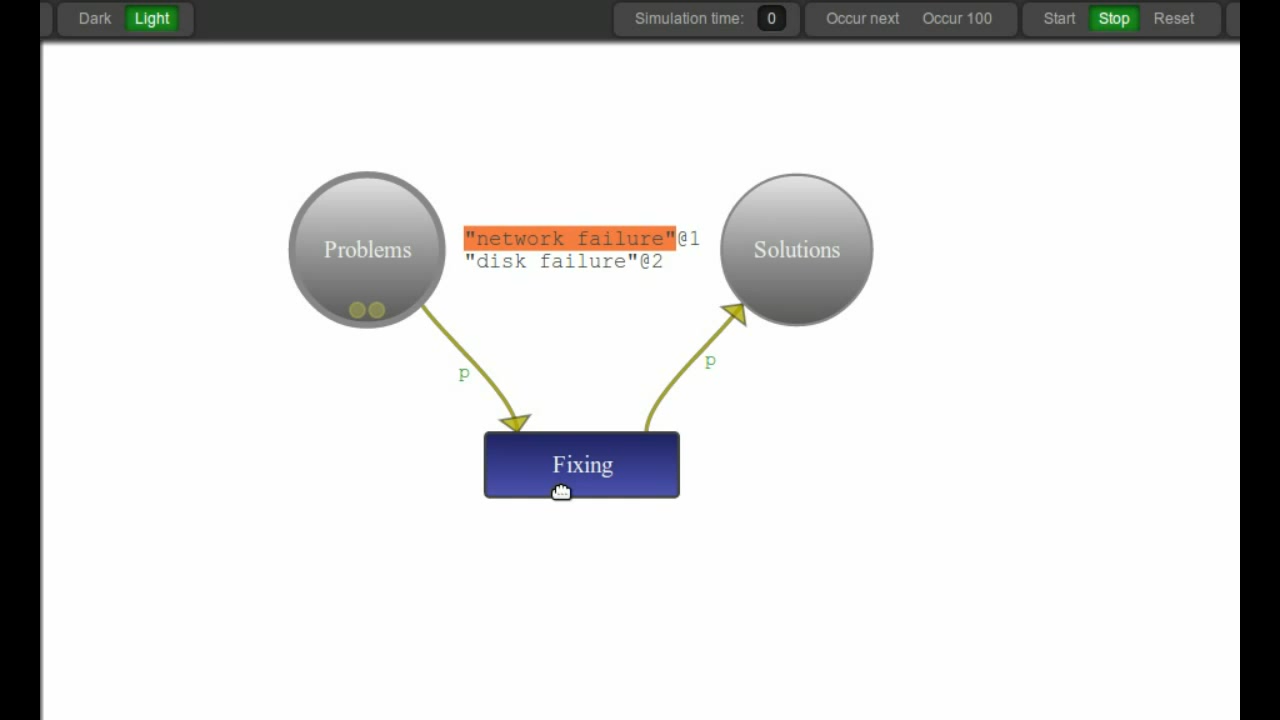 Dark Light Simulation time: 0 Occur next Occur 100 Start Stop Reset
Problems
"network failure"@1
"disk failure"@2
Solutions
p
p
Fixing